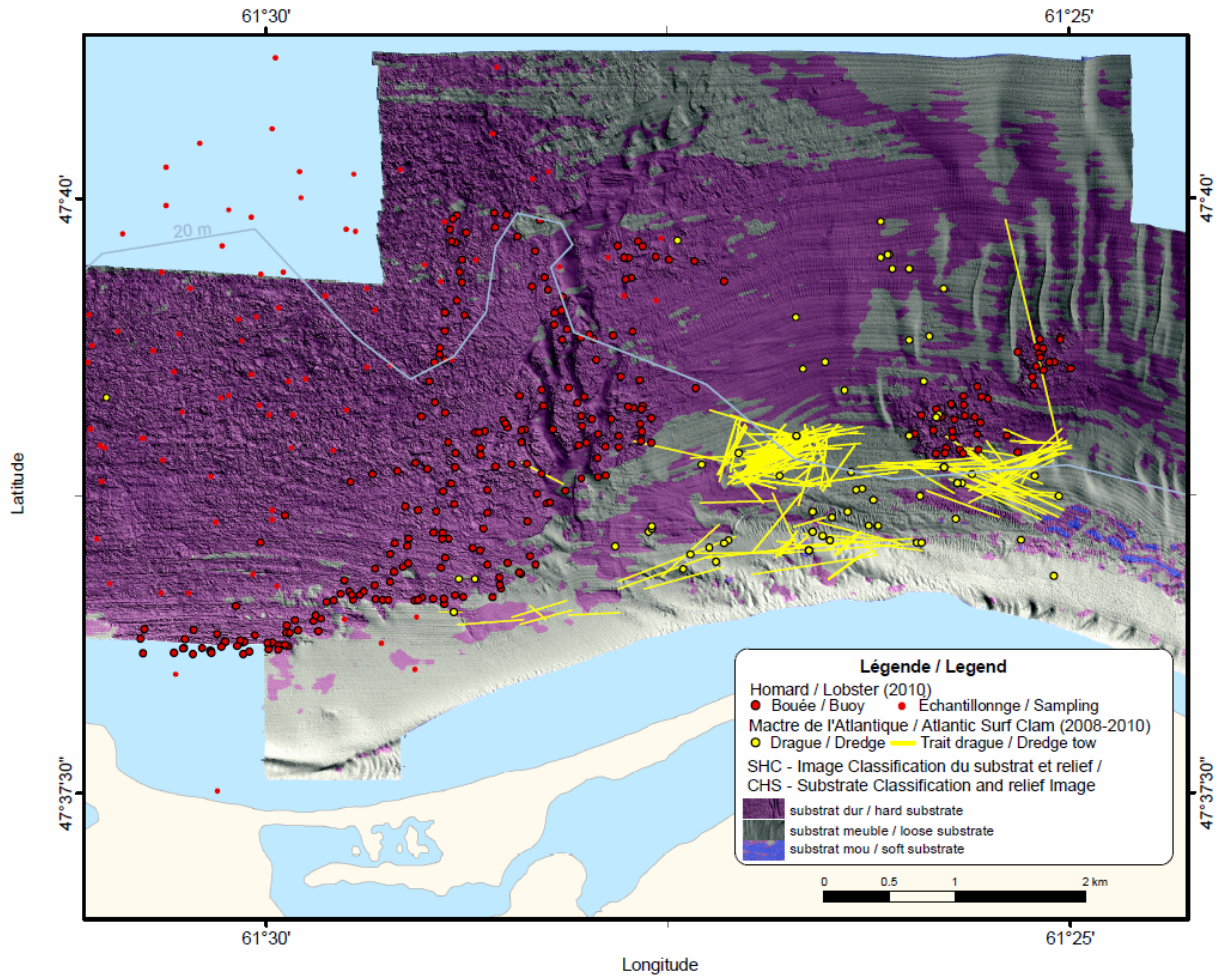 61°30' 61°25'
47°40' 47°40'
20 m
Latitude
Légende / Legend
Homard / Lobster (2010)
Bouée / Buoy Échantillonnge / Sampling
Mactre de l'Atlantique / Atlantic Surf Clam (2008-2010)
Drague / Dredge Trait drague / Dredge tow
SHC - Image Classification du substrat et relief /
CHS - Substrate Classification and relief Image
substrat dur / hard substrate
substrat meuble / loose substrate
substrat mou / soft substrate
47°37'30" 47°37'30"
0 0.5 1 2 km
61°30' 61°25'
Longitude